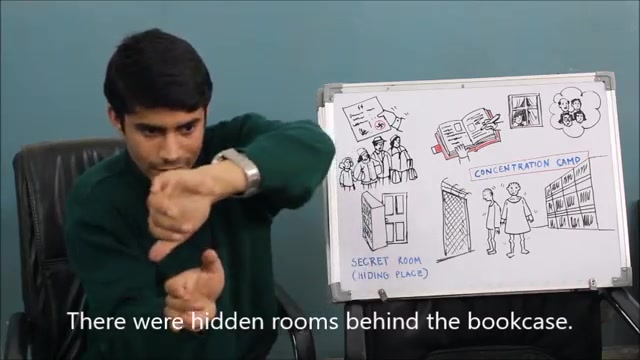 CONCENTRATION CAMP
SECRET ROOM
(HIDING PLACE)
There were hidden rooms behind the bookcase.